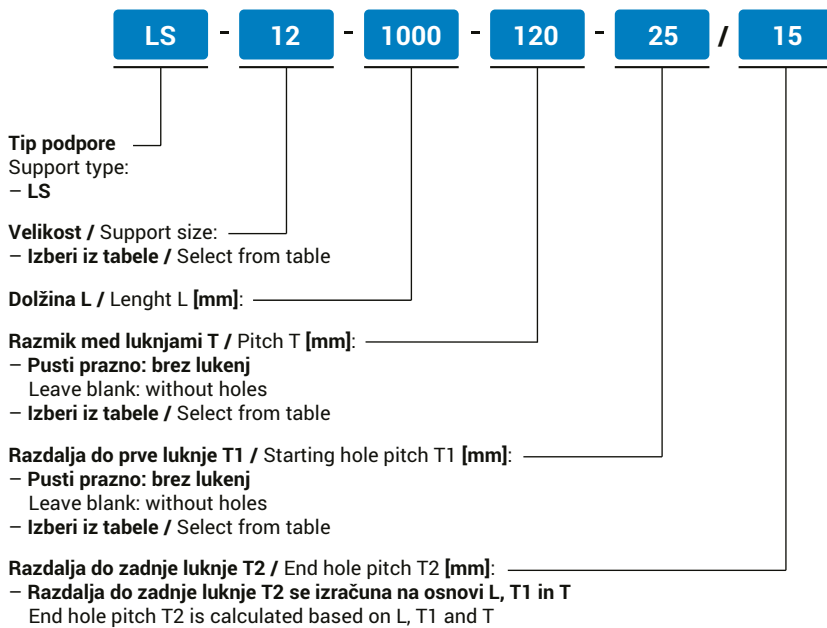 LS - 12 - 1000 - 120 - 25 / 15
Tip podpore
Support type:
– LS
Velikost / Support size:
– Izberi iz tabele / Select from table
Dolžina L / Lenght L [mm]:
Razmik med luknjami T / Pitch T [mm]:
– Pusti prazno: brez lukenj
Leave blank: without holes
– Izberi iz tabele / Select from table
Razdalja do prve luknje T1 / Starting hole pitch T1 [mm]:
– Pusti prazno: brez lukenj
Leave blank: without holes
– Izberi iz tabele / Select from table
Razdalja do zadnje luknje T2 / End hole pitch T2 [mm]:
– Razdalja do zadnje luknje T2 se izračuna na osnovi L, T1 in T
End hole pitch T2 is calculated based on L, T1 and T